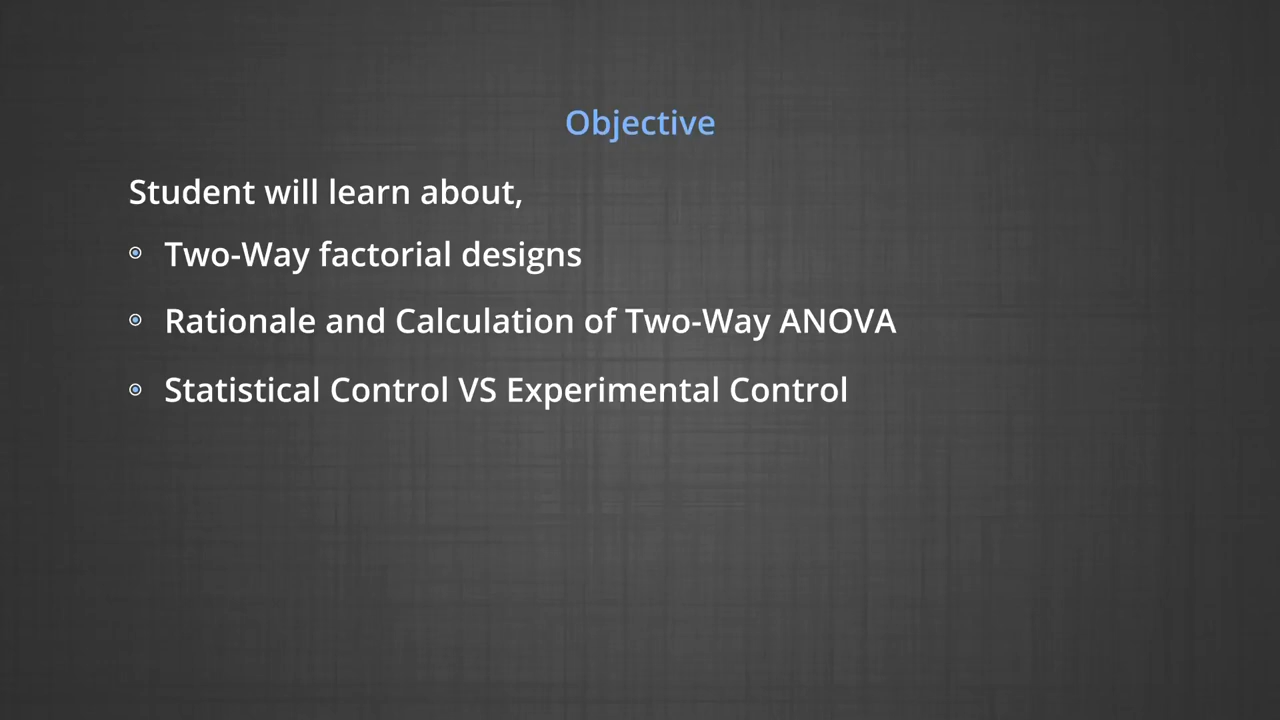 Objective
Student will learn about,
Two-Way factorial designs
Rationale and Calculation of Two-Way ANOVA
Statistical Control VS Experimental Control